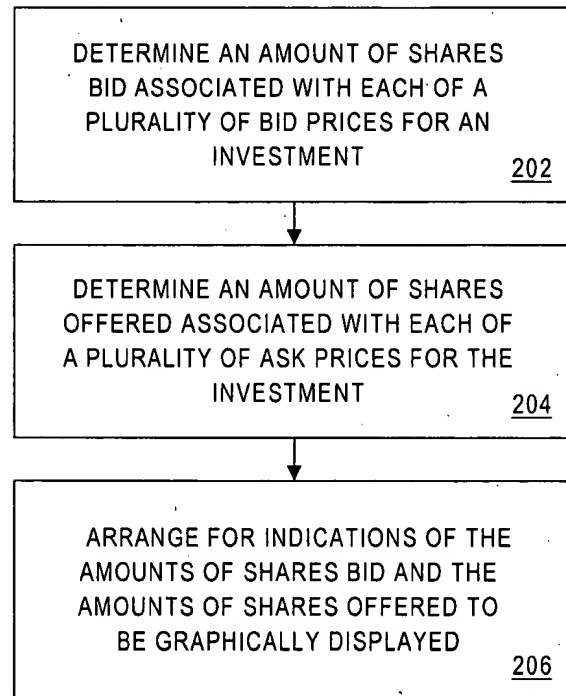 DETERMINE AN AMOUNT OF SHARES
BID ASSOCIATED WITH EACH OF A
PLURALITY OF BID PRICES FOR AN
INVESTMENT
202
DETERMINE AN AMOUNT OF SHARES
OFFERED ASSOCIATED WITH EACH OF
A PLURALITY OF ASK PRICES FOR THE
INVESTMENT
204
ARRANGE FOR INDICATIONS OF THE
AMOUNTS OF SHARES BID AND THE
AMOUNTS OF SHARES OFFERED TO
BE GRAPHICALLY DISPLAYED
206